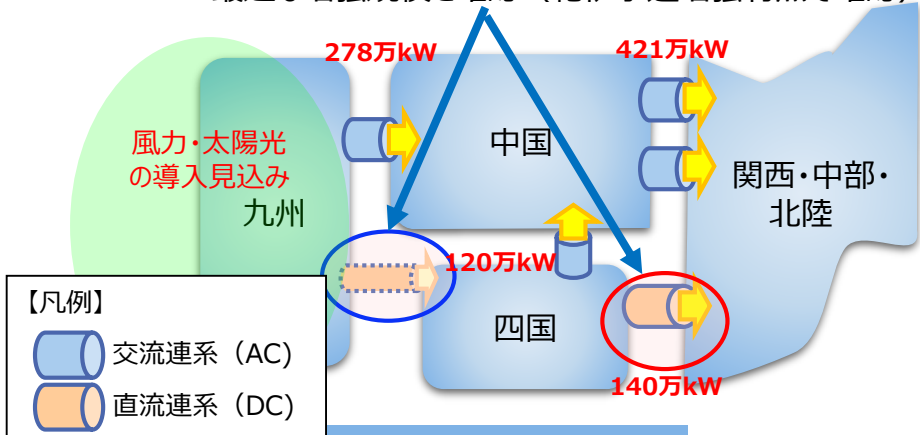 278万kW
421万kW
風力・太陽光
の導入見込み
九州
中国
関西・中部・
北陸
120万kW
四国
140万kW
【凡例】
交流連系（AC)
直流連系（DC)